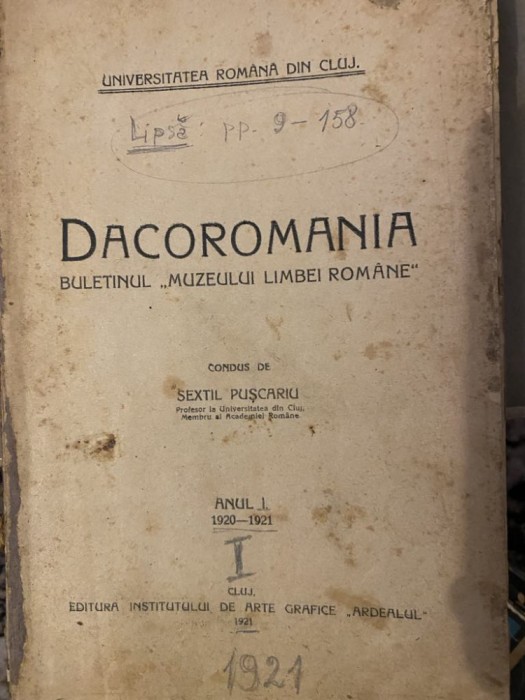 UNIVERSITATEA ROMÂNĂ DIN CLUJ.
Lipsă: pp. 9–158.
DACOROMANIA
BULETINUL „MUZEULUI LIMBEI ROMÂNE“
CONDUS DE
SEXTIL PUȘCARIU
Profesor la Universitatea din Cluj,
Membru al Academiei Române.
ANUL I.
1920—1921
I
CLUJ,
EDITURA INSTITUTULUI DE ARTE GRAFICE „ARDEALUL“
1921
1921